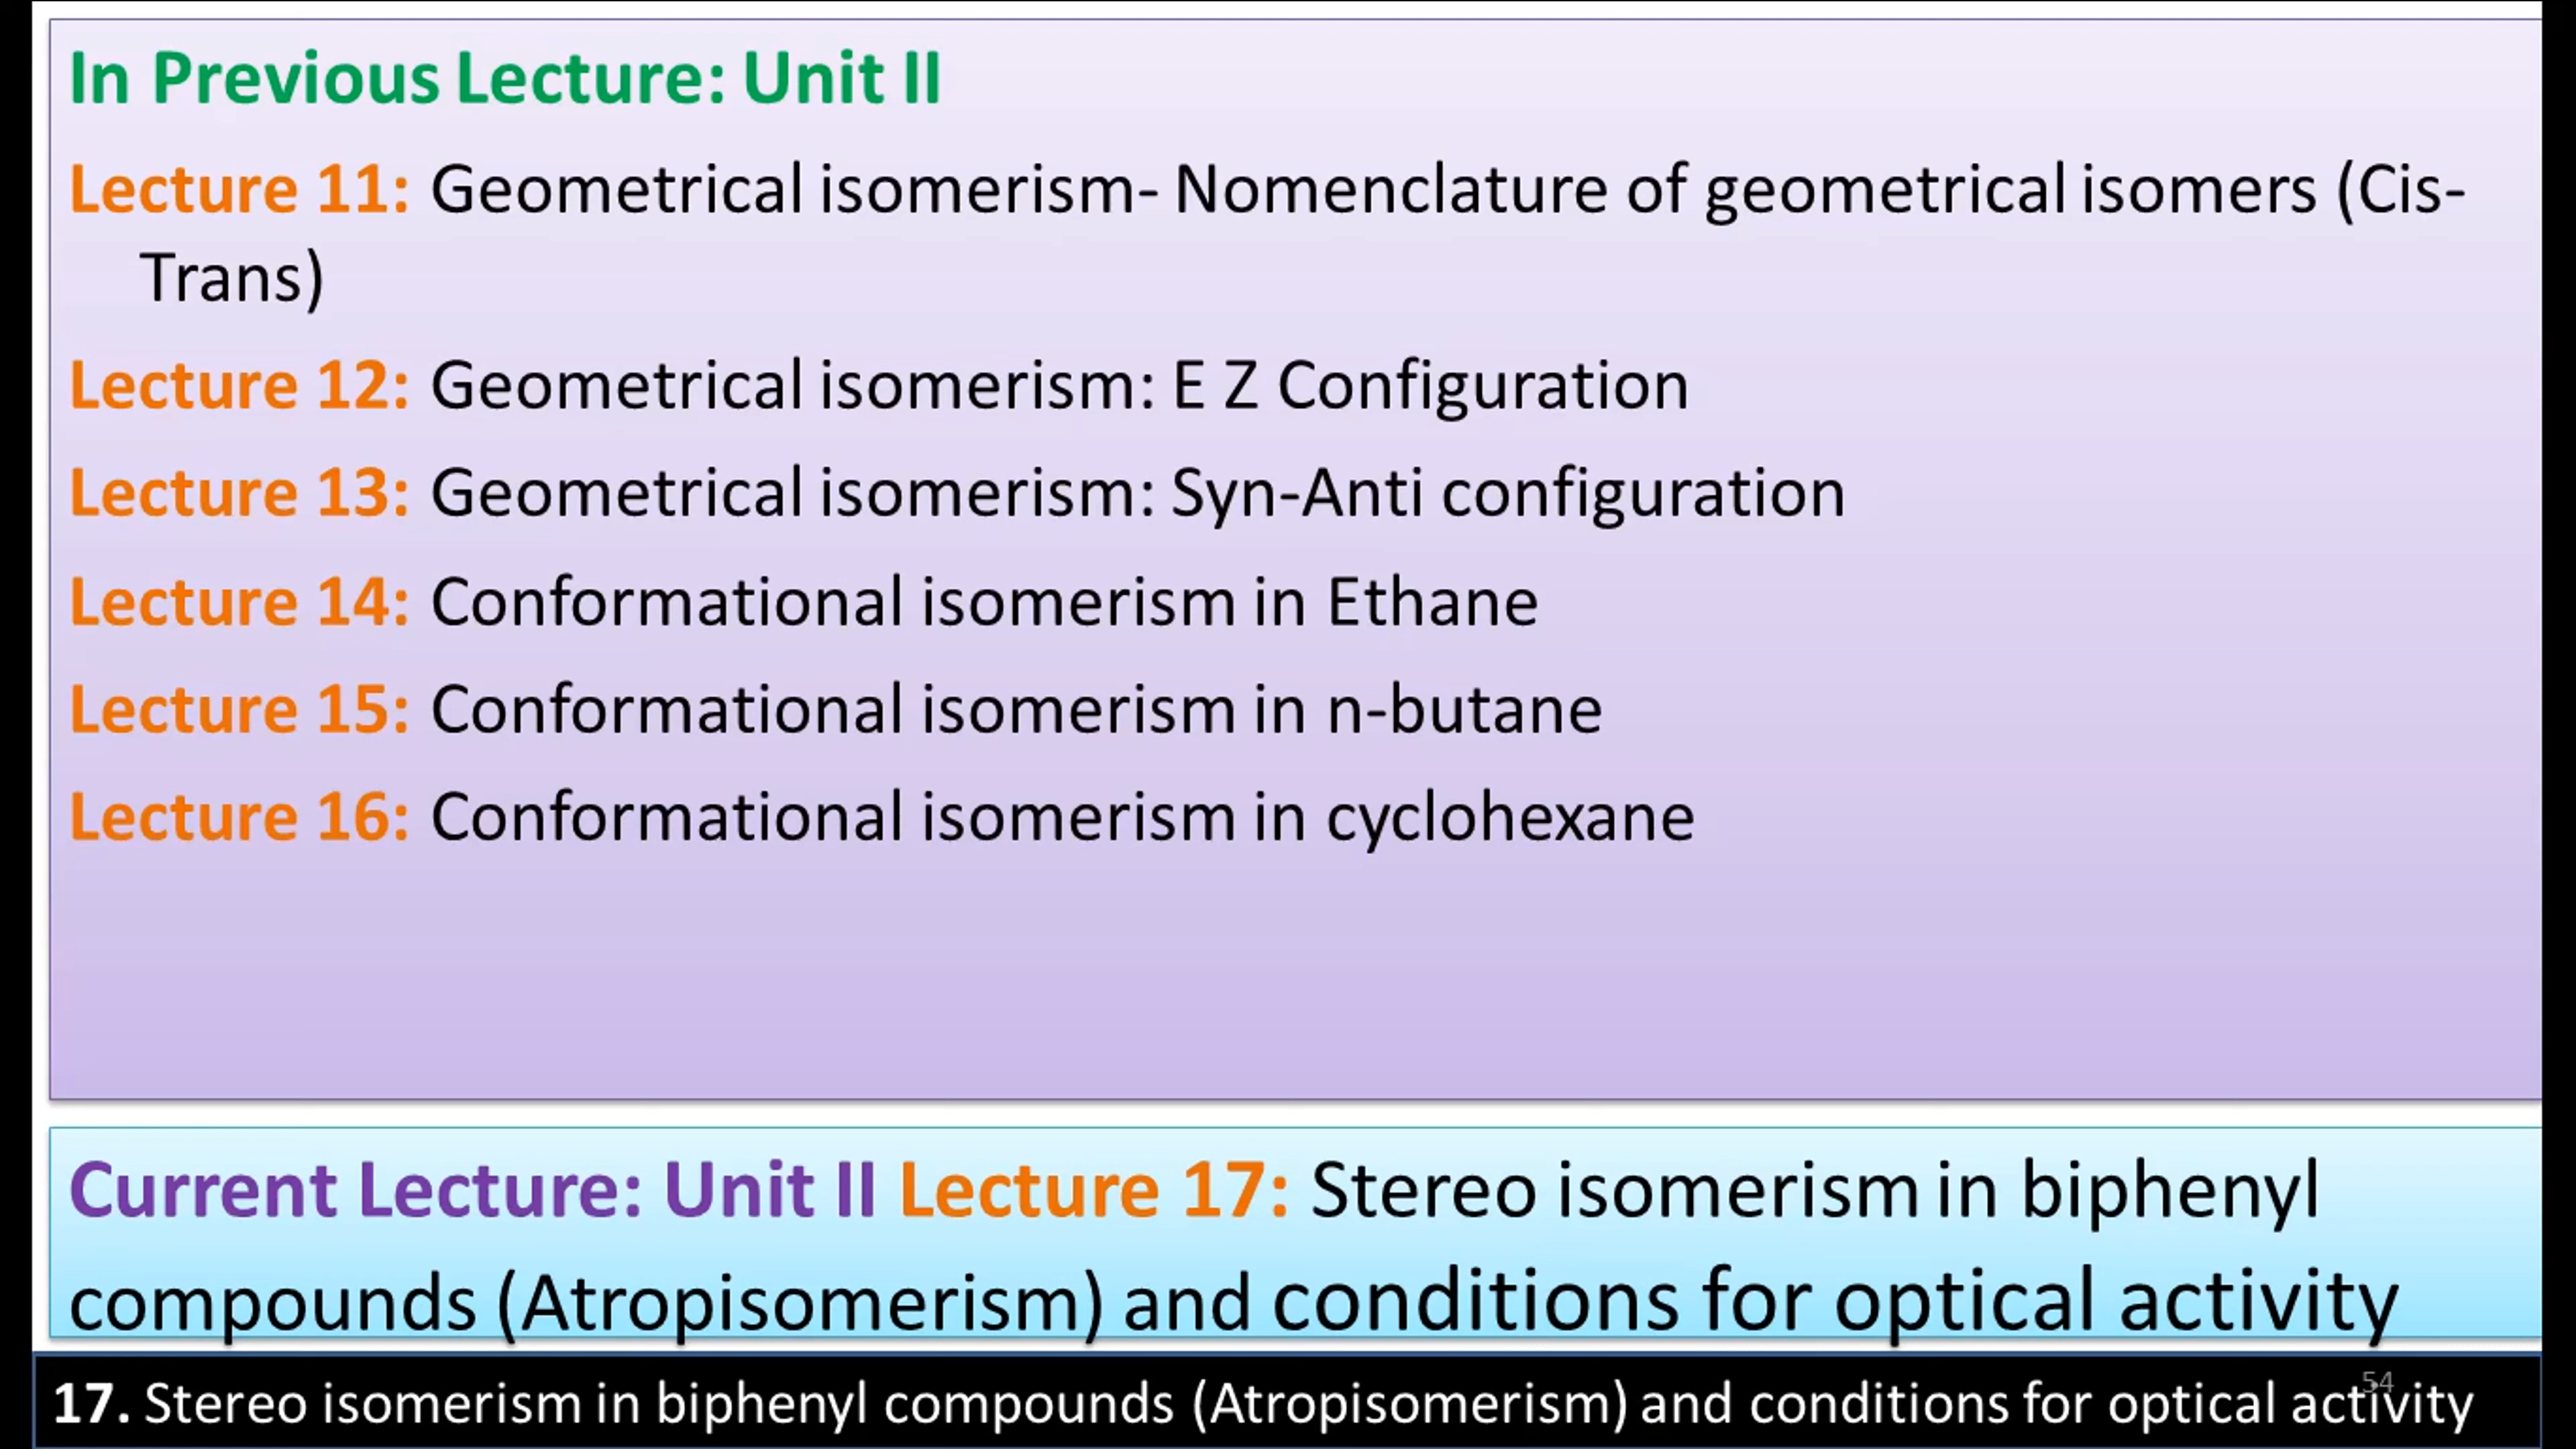 In Previous Lecture: Unit II
Lecture 11: Geometrical isomerism- Nomenclature of geometrical isomers (Cis-
Trans)
Lecture 12: Geometrical isomerism: E Z Configuration
Lecture 13: Geometrical isomerism: Syn-Anti configuration
Lecture 14: Conformational isomerism in Ethane
Lecture 15: Conformational isomerism in n-butane
Lecture 16: Conformational isomerism in cyclohexane
Current Lecture: Unit II Lecture 17: Stereo isomerism in biphenyl
compounds (Atropisomerism) and conditions for optical activity
54
17. Stereo isomerism in biphenyl compounds (Atropisomerism) and conditions for optical activity